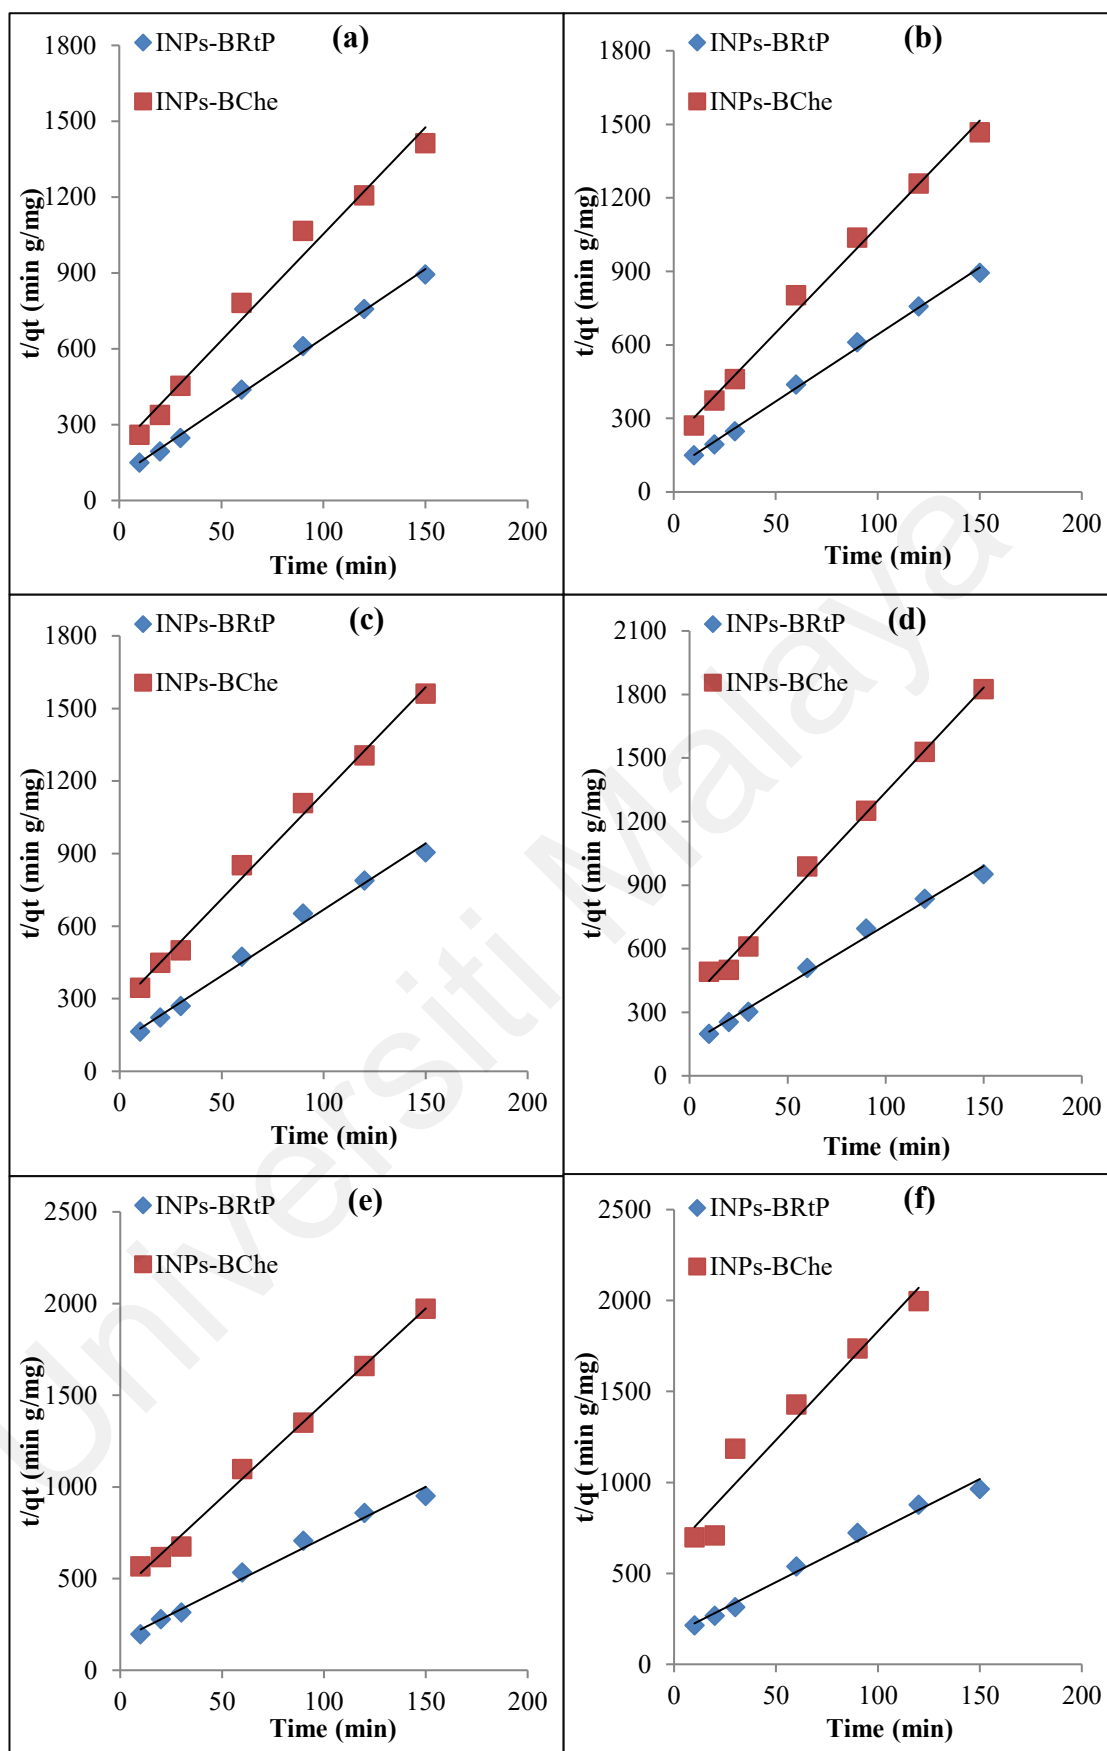 (a)
INPs-BRtP
INPs-BChe
1800
1500
1200
900
600
300
0
0 50 100 150 200
t/qt (min g/mg)
Time (min)
(b)
INPs-BRtP
INPs-BChe
1800
1500
1200
900
600
300
0
0 50 100 150 200
t/qt (min g/mg)
Time (min)
(c)
INPs-BRtP
INPs-BChe
1800
1500
1200
900
600
300
0
0 50 100 150 200
t/qt (min g/mg)
Time (min)
(d)
INPs-BRtP
INPs-BChe
2100
1800
1500
1200
900
600
300
0
0 50 100 150 200
t/qt (min g/mg)
Time (min)
(e)
INPs-BRtP
INPs-BChe
2500
2000
1500
1000
500
0
0 50 100 150 200
t/qt (min g/mg)
Time (min)
(f)
INPs-BRtP
INPs-BChe
2500
2000
1500
1000
500
0
0 50 100 150 200
t/qt (min g/mg)
Time (min)
Universiti Malaya